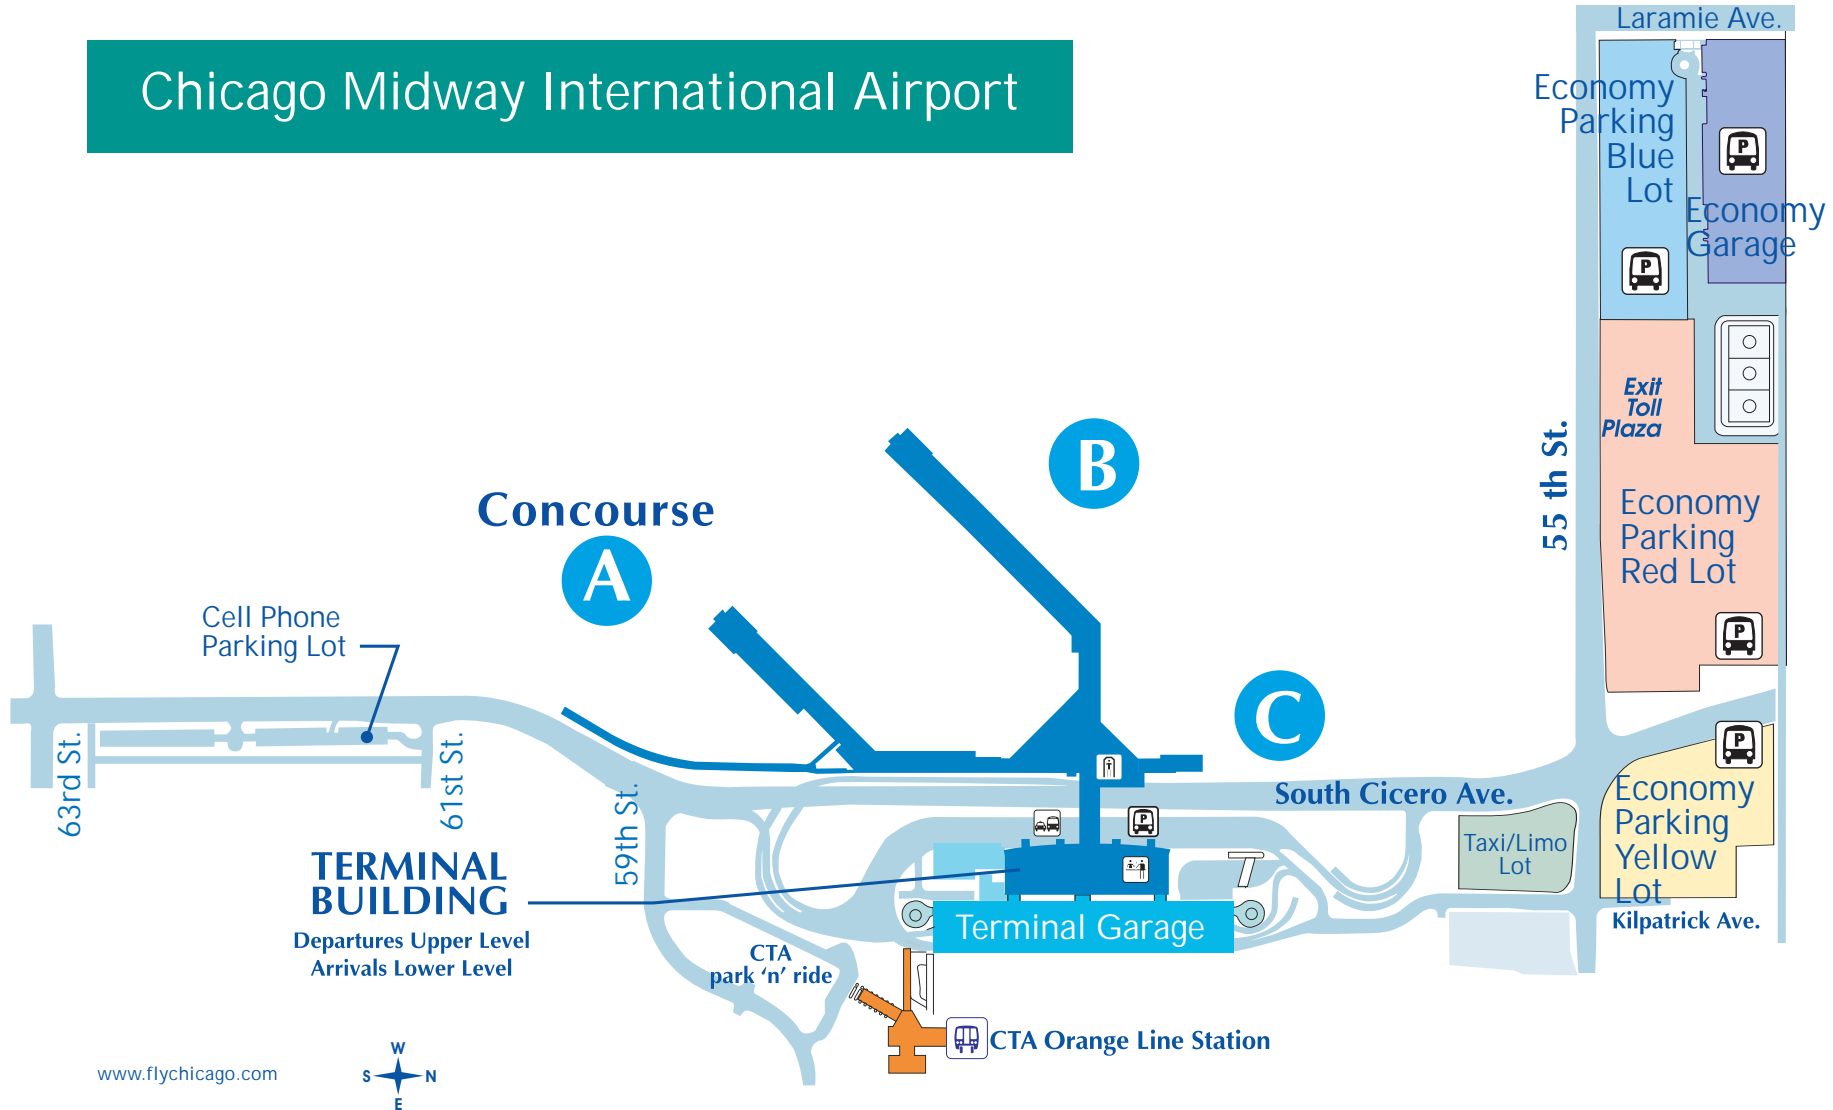 Laramie Ave.
Chicago Midway International Airport
Economy
Parking
Blue
Lot
P
Economy
Garage
P
Exit
Toll
Plaza
B
55 th St.
Concourse
A
Economy
Parking
Red Lot
P
Cell Phone
Parking Lot
C
63rd St.
61st St.
59th St.
P
South Cicero Ave.
Economy
Parking
Yellow
Lot
P
Taxi/Limo
Lot
TERMINAL
BUILDING
Departures Upper Level
Arrivals Lower Level
Terminal Garage
Kilpatrick Ave.
CTA
park ‘n’ ride
CTA Orange Line Station
www.flychicago.com
W
S N
E